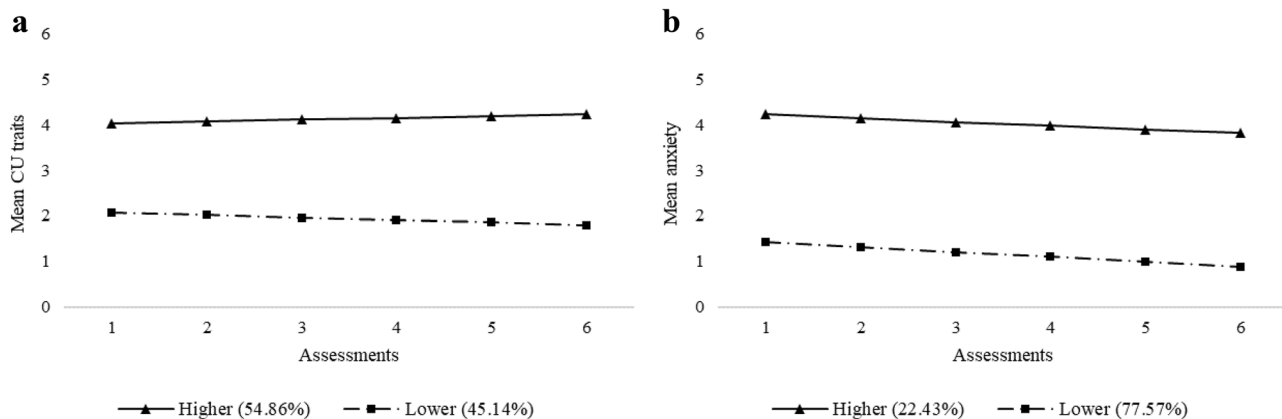 a
6
5
4
3
2
1
0
Mean CU traits
1 2 3 4 5 6
Assessments
Higher (54.86%) Lower (45.14%)
b
6
5
4
3
2
1
0
Mean anxiety
1 2 3 4 5 6
Assessments
Higher (22.43%) Lower (77.57%)